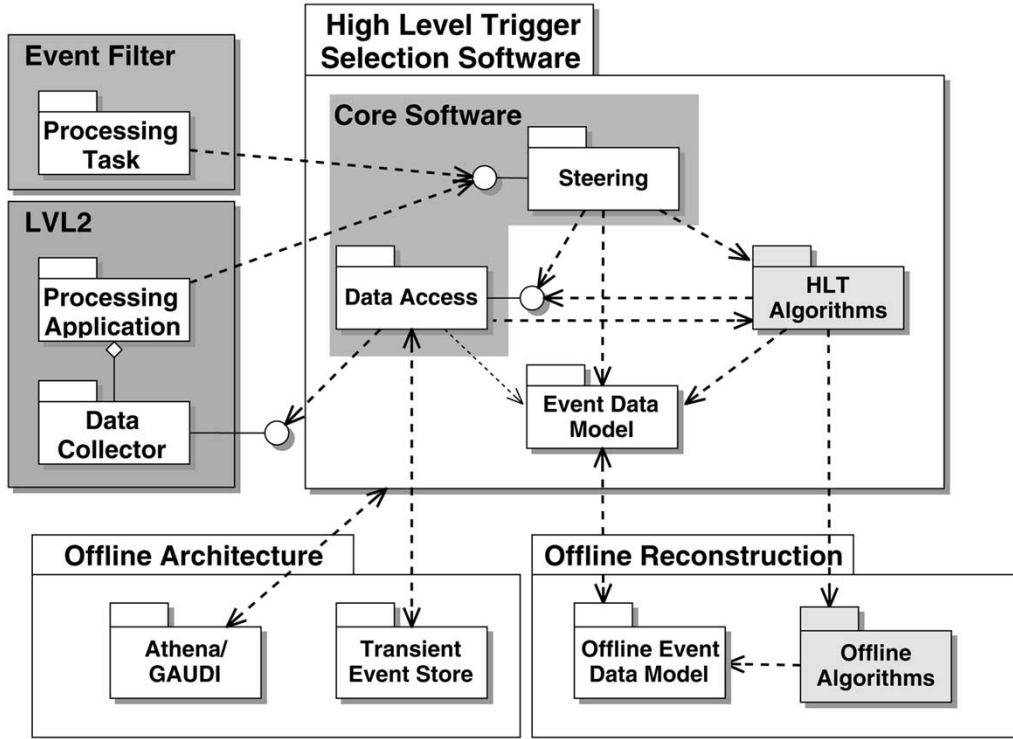 High Level Trigger
Selection Software
Event Filter
Processing
Task
Core Software
Steering
LVL2
Processing
Application
Data Access
HLT
Algorithms
Data
Collector
Event Data
Model
Offline Architecture
Athena/
GAUDI
Transient
Event Store
Offline Reconstruction
Offline Event
Data Model
Offline
Algorithms